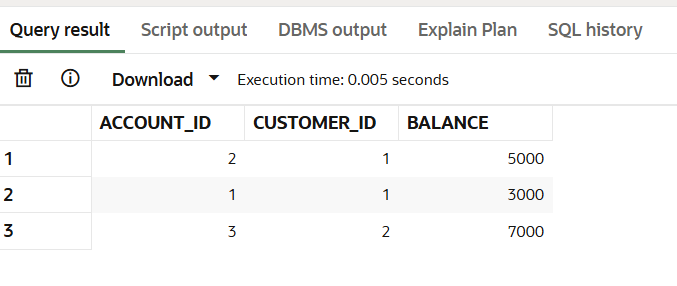 Query result Script output DBMS output Explain Plan SQL history
Download Execution time: 0.005 seconds
ACCOUNT_ID CUSTOMER_ID BALANCE
1 2 1 5000
2 1 1 3000
3 3 2 7000